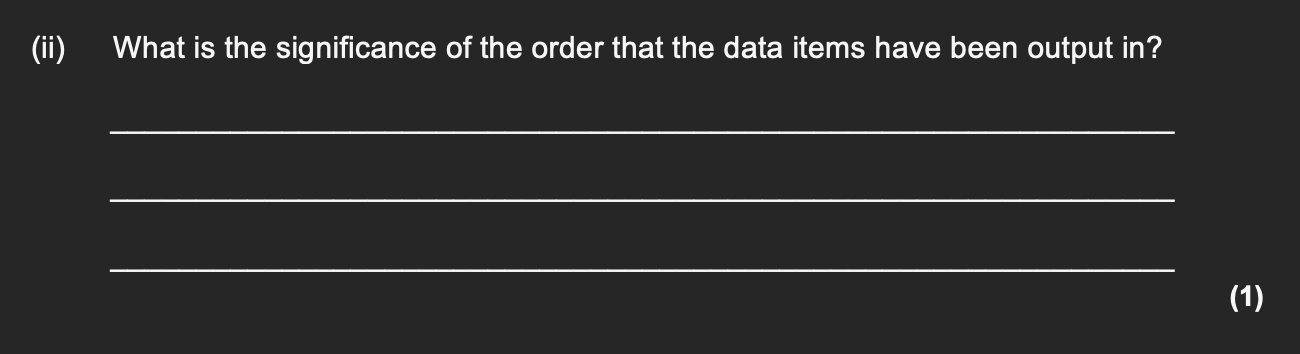 (ii) What is the significance of the order that the data items have been output in?
(1)